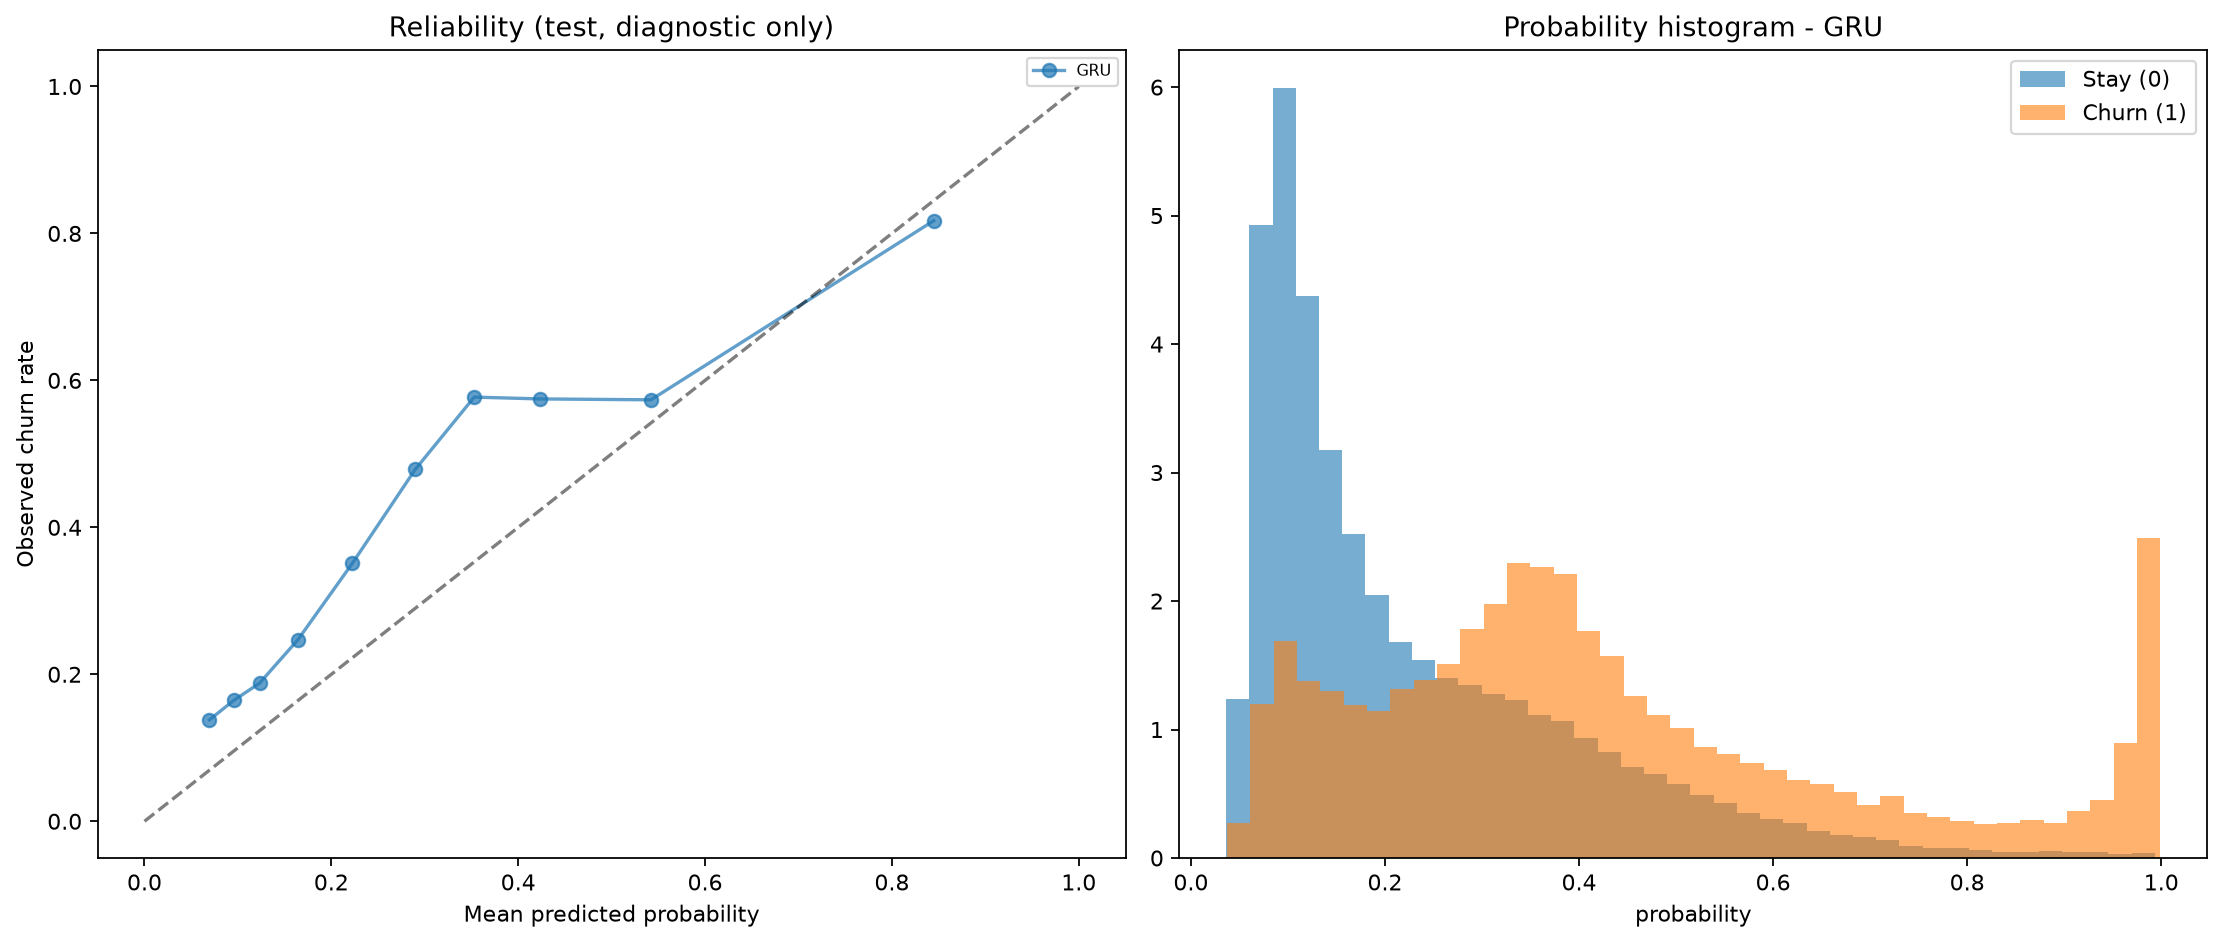 Reliability (test, diagnostic only)
GRU
1.0
0.8
0.6
0.4
0.2
0.0
Observed churn rate
0.0 0.2 0.4 0.6 0.8 1.0
Mean predicted probability
Probability histogram - GRU
Stay (0)
Churn (1)
6
5
4
3
2
1
0
0.0 0.2 0.4 0.6 0.8 1.0
probability